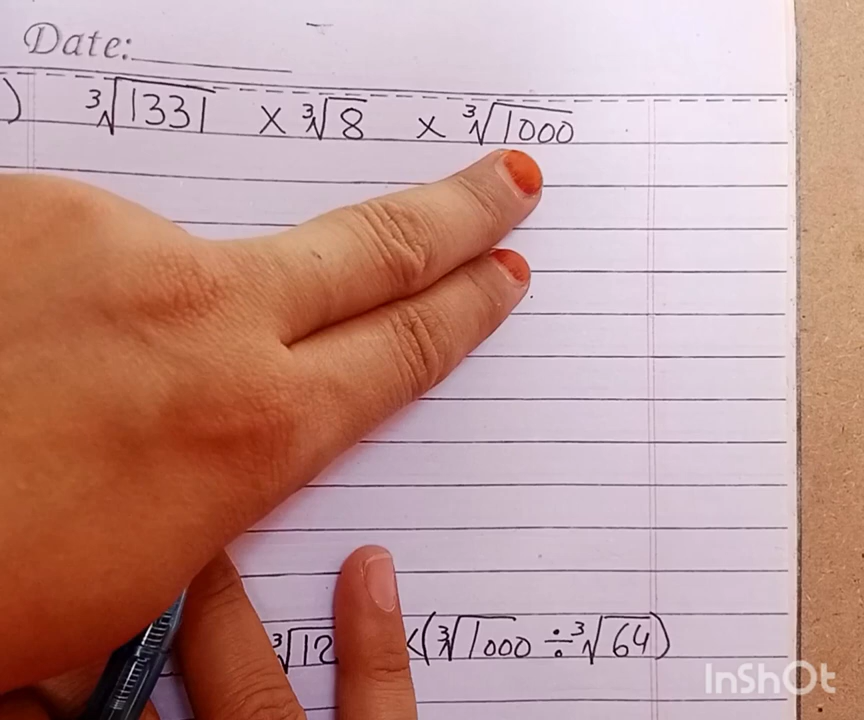 Date:
) ∛1331 × ∛8 × ∛1000
∛12 (∛1000 ÷ ∛64)
InShOt